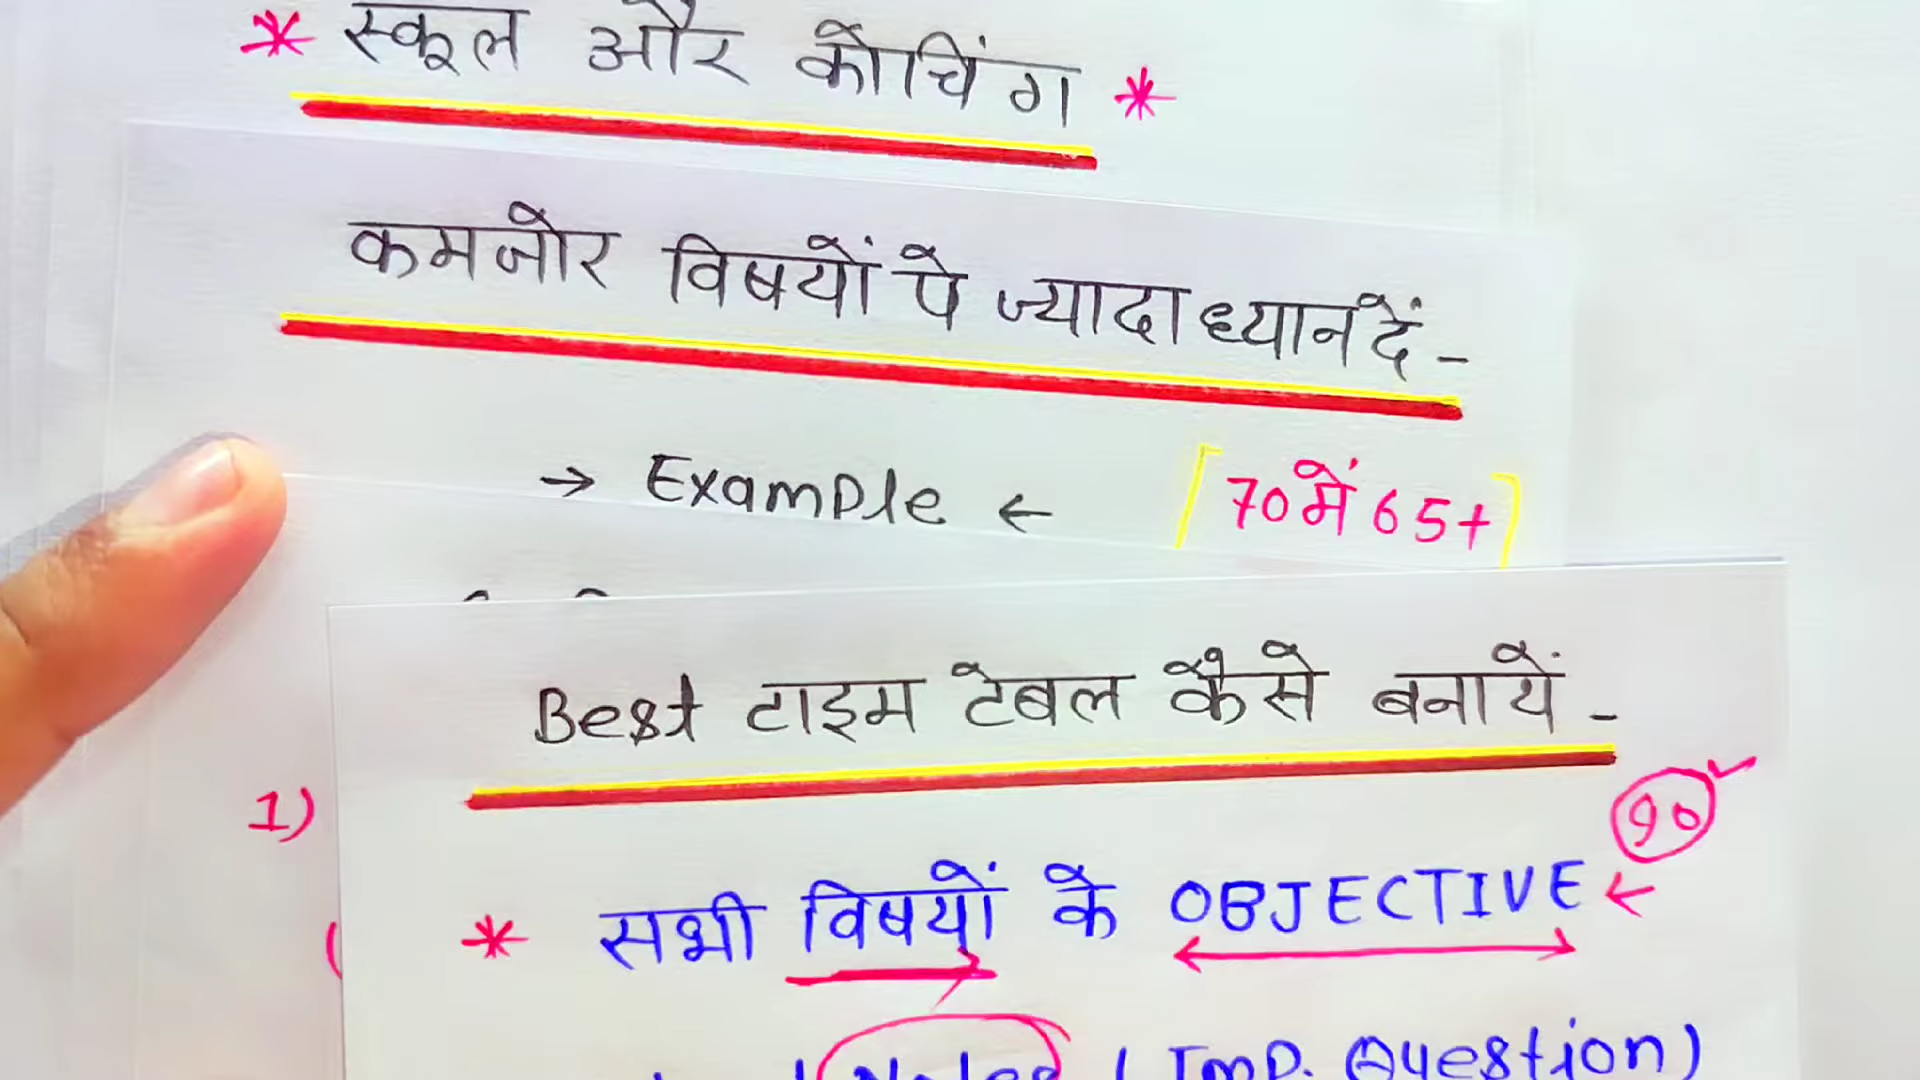 * स्कूल और कोचिंग *
कमजोर विषयों पे ज्यादा ध्यान दें -
→ Example ← [70 में 65+]
Best टाइम टेबल कैसे बनायें -
1)
90 ✓
* सभी विषयों के OBJECTIVE ←
( Imp. Question)